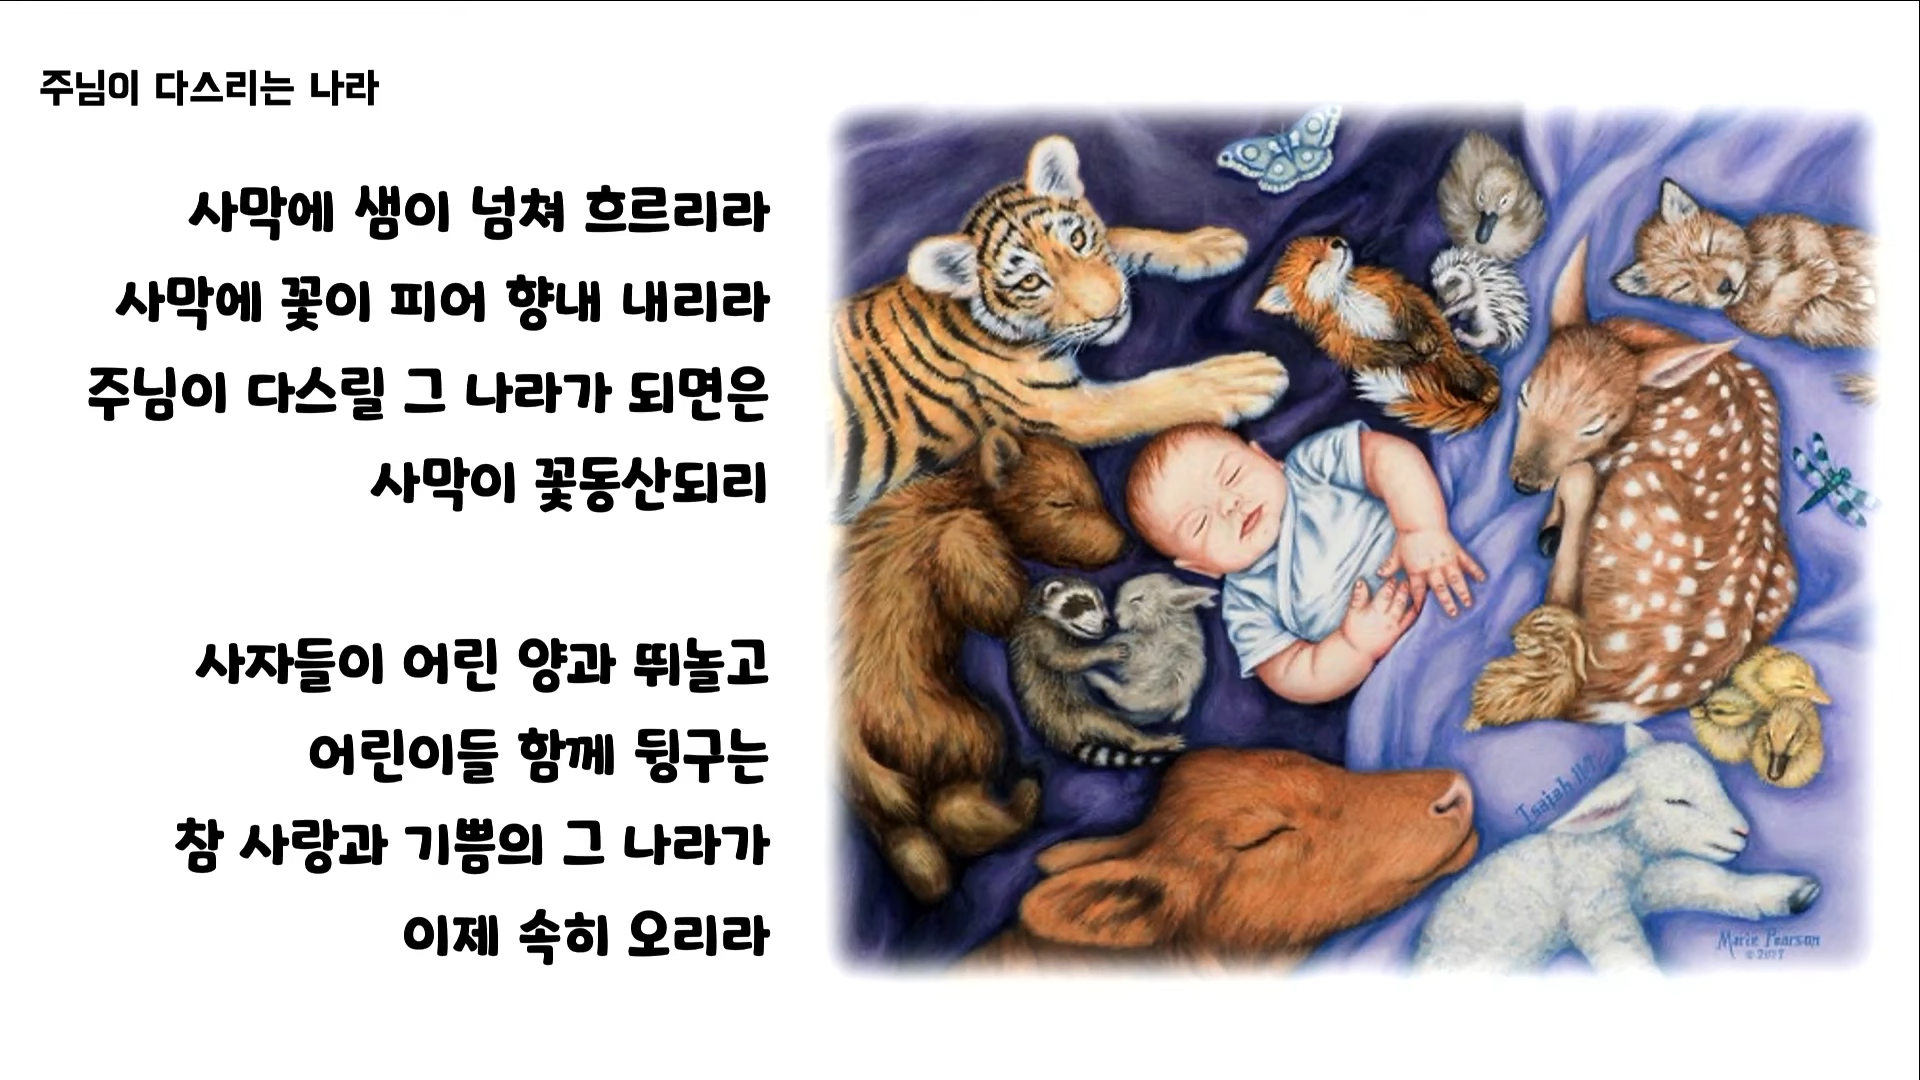 주님이 다스리는 나라
사막에 샘이 넘쳐 흐르리라
사막에 꽃이 피어 향내 내리라
주님이 다스릴 그 나라가 되면은
사막이 꽃동산되리
사자들이 어린 양과 뛰놀고
어린이들 함께 뒹구는
참 사랑과 기쁨의 그 나라가
이제 속히 오리라
Isaiah
Marie Pearson